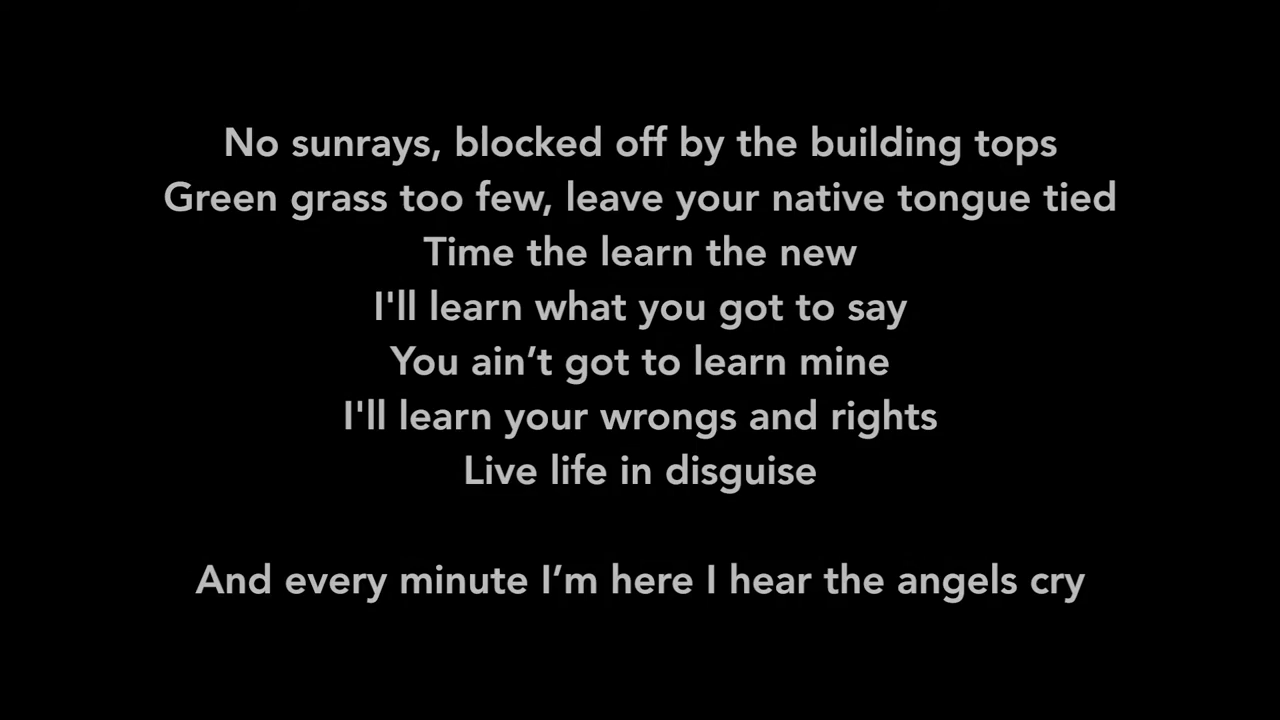 No sunrays, blocked off by the building tops
Green grass too few, leave your native tongue tied
Time the learn the new
I'll learn what you got to say
You ain’t got to learn mine
I'll learn your wrongs and rights
Live life in disguise
And every minute I’m here I hear the angels cry